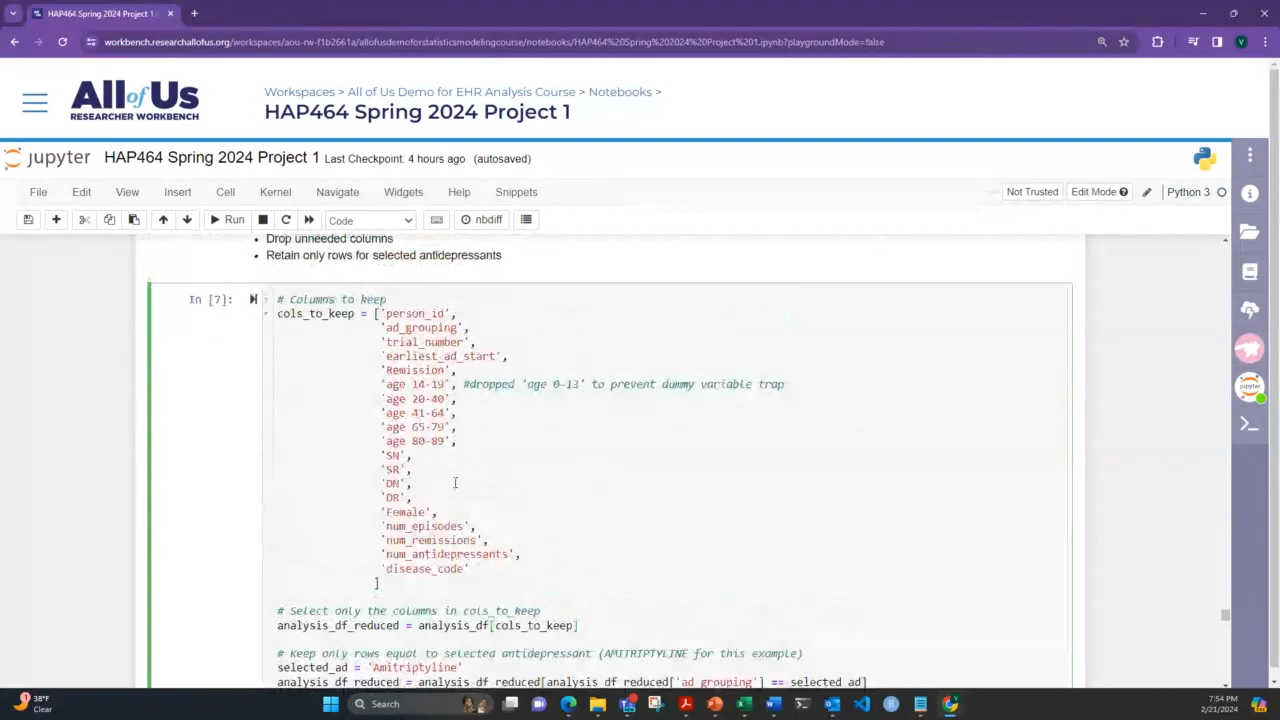 HAP464 Spring 2024 Project 1
workbench.researchallofus.org/workspaces/aou-rw-f1b2661a/allofusdemoforstatisticsmodelingcourse/notebooks/HAP464%20Spring%202024%20Project%201.ipynb?playgroundMode=false
V
All of Us
RESEARCHER WORKBENCH
Workspaces > All of Us Demo for EHR Analysis Course > Notebooks >
HAP464 Spring 2024 Project 1
jupyter HAP464 Spring 2024 Project 1 Last Checkpoint: 4 hours ago (autosaved)
File Edit View Insert Cell Kernel Navigate Widgets Help Snippets
Not Trusted Edit Mode Python 3
Run Code nbdiff
• Drop unneeded columns
• Retain only rows for selected antidepressants
In [7]:
# Columns to keep
cols_to_keep = ['person_id',
'ad_grouping',
'trial_number',
'earliest_ad_start',
'Remission',
'age 14-19', #dropped 'age 0-13' to prevent dummy variable trap
'age 20-40',
'age 41-64',
'age 65-79',
'age 80-89',
'SN',
'SR',
'DN',
'DR',
'Female',
'num_episodes',
'num_remissions',
'num_antidepressants',
'disease_code'
]
# Select only the columns in cols_to_keep
analysis_df_reduced = analysis_df[cols_to_keep]
# Keep only rows equal to selected antidepressant (AMITRIPTYLINE for this example)
selected_ad = 'Amitriptyline'
analysis_df_reduced = analysis_df_reduced[analysis_df_reduced['ad_grouping'] == selected_ad]
jupyter
1
38°F
Clear
Search
7:54 PM
2/21/2024